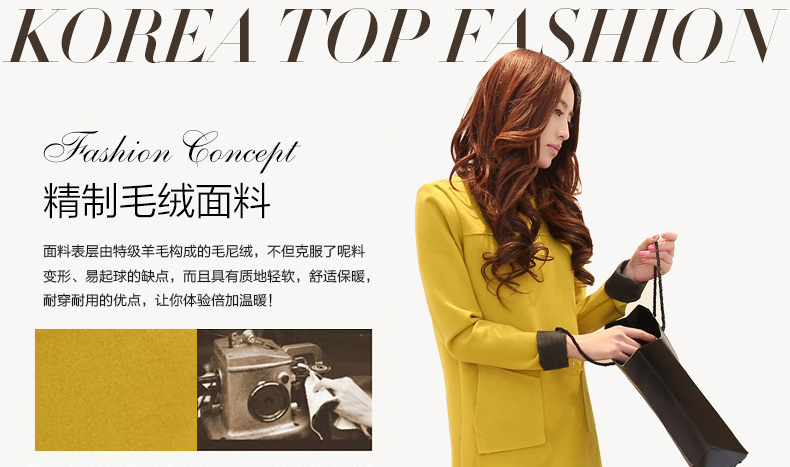 KOREA TOP FASHION
Fashion Concept
精制毛绒面料
面料表层由特级羊毛构成的毛尼绒，不但克服了呢料
变形、易起球的缺点，而且具有质地轻软，舒适保暖，
耐穿耐用的优点，让你体验倍加温暖！